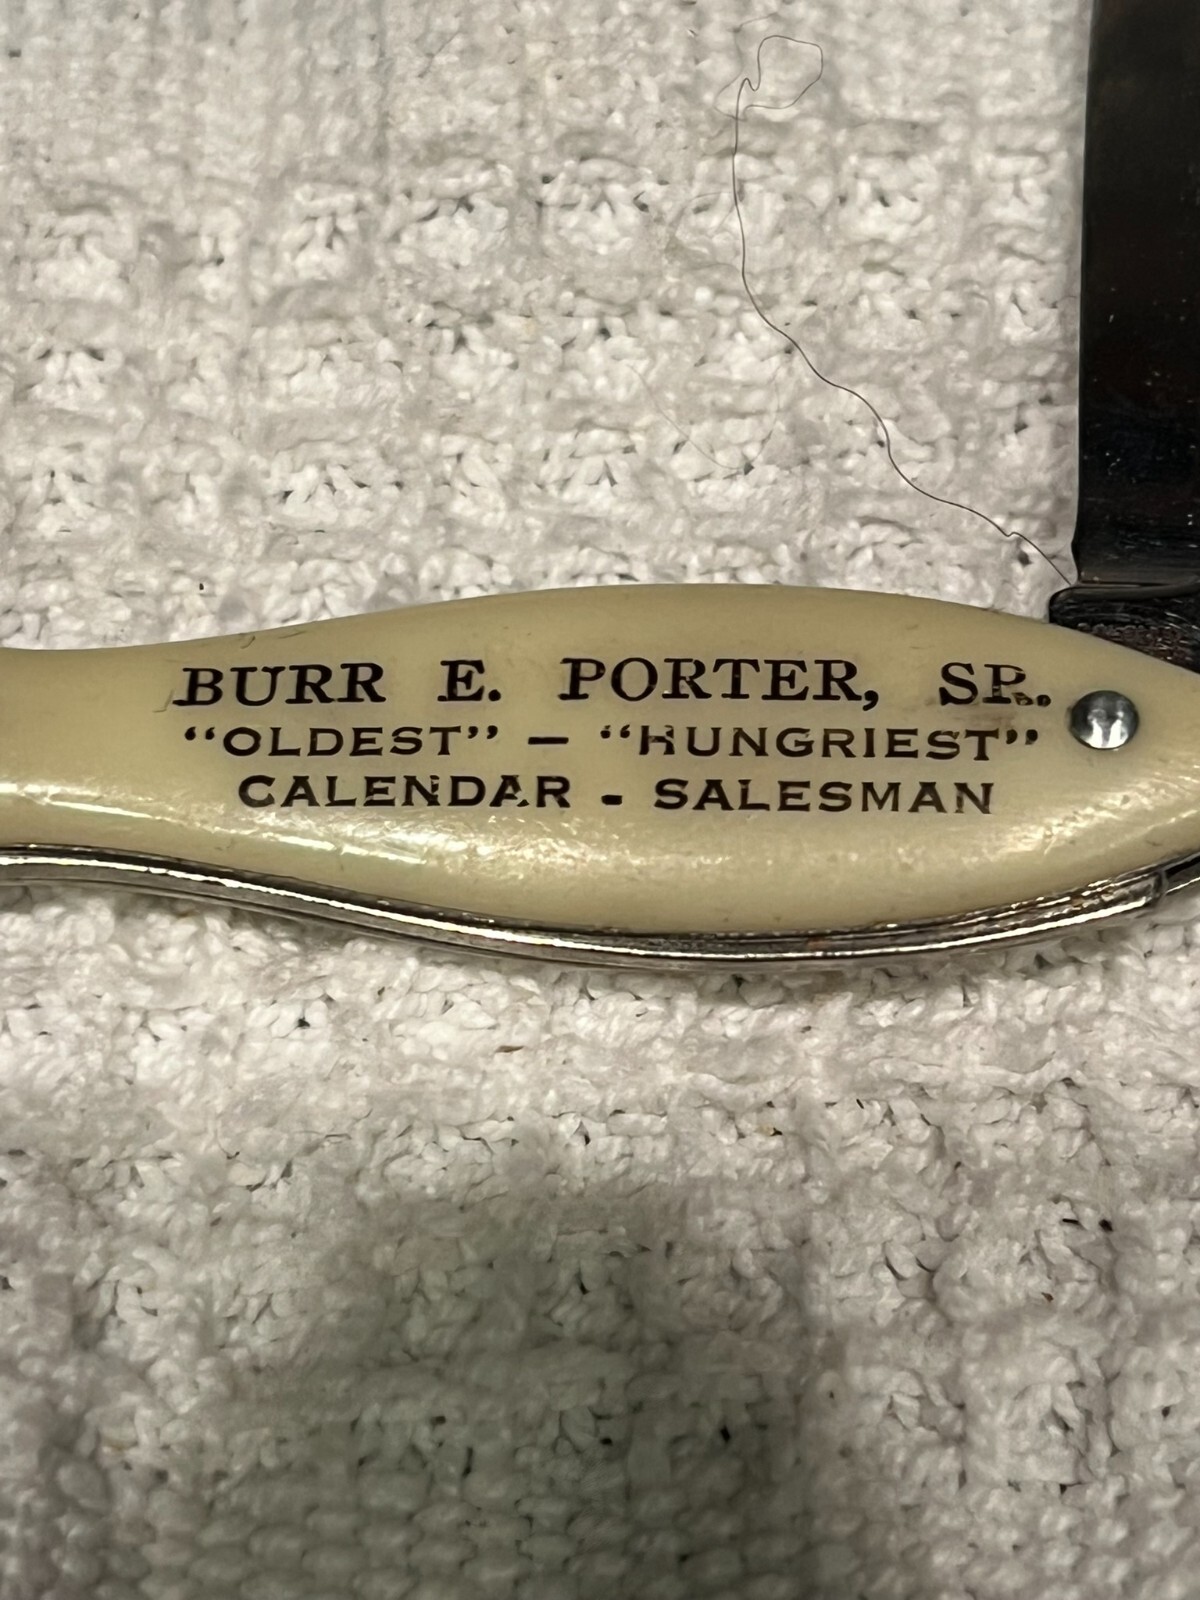 BURR E. PORTER, SR.
“OLDEST” — “HUNGRIEST”
CALENDAR - SALESMAN